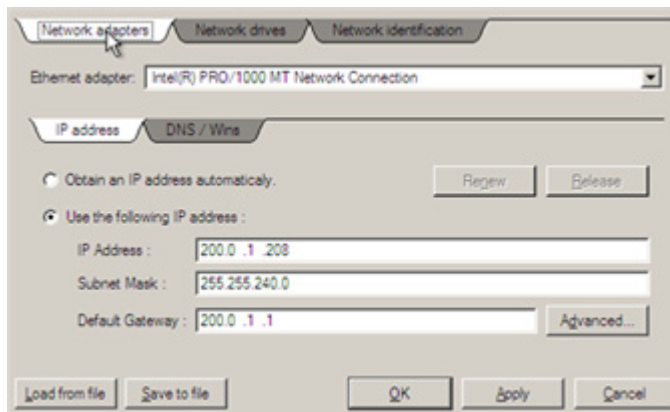 Network adapters Network drives Network identification
Ethernet adapter: Intel(R) PRO/1000 MT Network Connection
IP address DNS / Wins
Obtain an IP address automaticaly. Renew Release
Use the following IP address :
IP Address : 200.0 .1 .208
Subnet Mask : 255.255.240.0
Default Gateway : 200.0 .1 .1 Advanced...
Load from file Save to file OK Apply Cancel